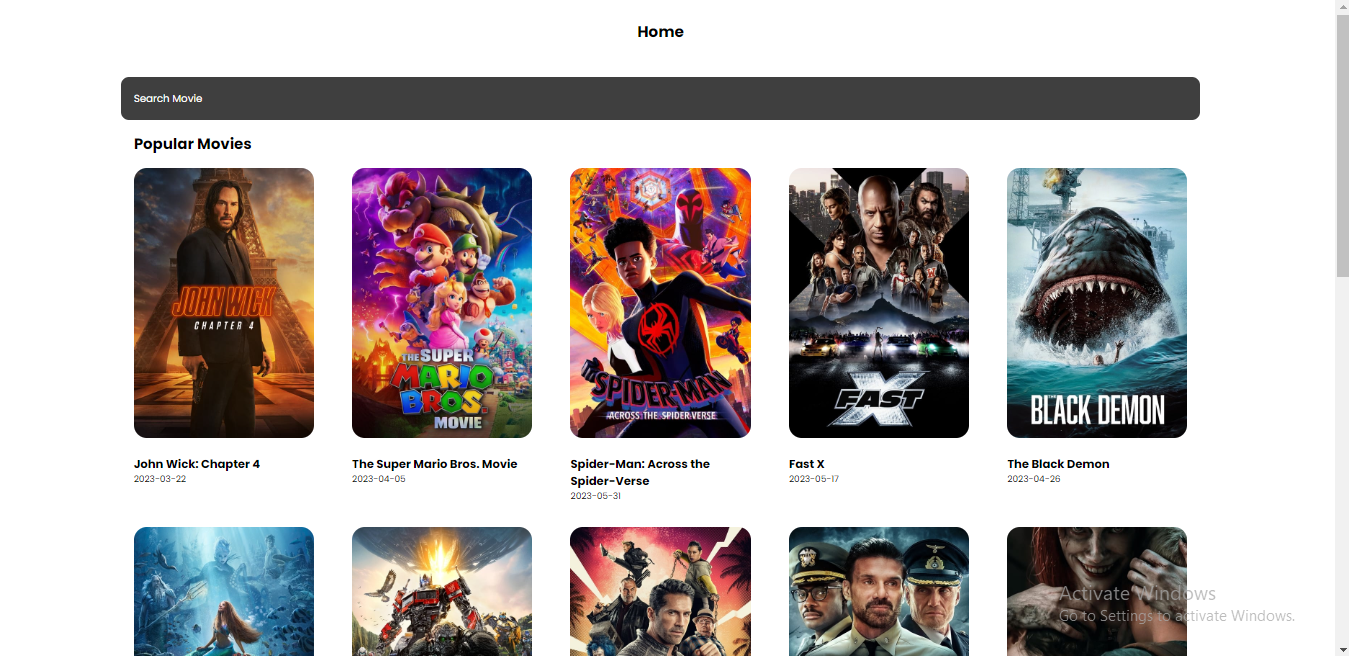 Home
Search Movie
Popular Movies
JOHN WICK
CHAPTER 4
THE SUPER
MARIO
BROS.
MOVIE
SPIDER-MAN
ACROSS THE SPIDER-VERSE
FAST X
BLACK DEMON
John Wick: Chapter 4
2023-03-22
The Super Mario Bros. Movie
2023-04-05
Spider-Man: Across the
Spider-Verse
2023-05-31
Fast X
2023-05-17
The Black Demon
2023-04-26
Activate Windows
Go to Settings to activate Windows.